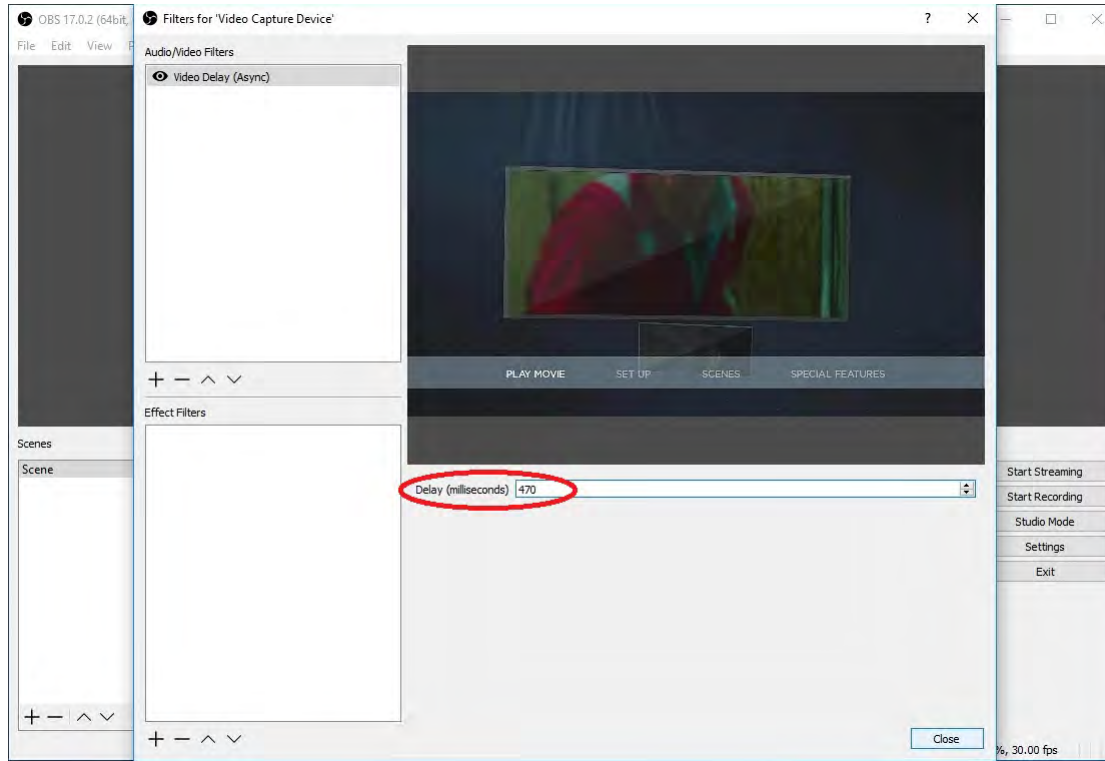 OBS 17.0.2 (64bit,
Filters for 'Video Capture Device'
File Edit View P
Audio/Video Filters
Video Delay (Async)
PLAY MOVIE SET UP SCENES SPECIAL FEATURES
Effect Filters
Scenes
Scene
Delay (milliseconds) 470
Start Streaming
Start Recording
Studio Mode
Settings
Exit
Close
%, 30.00 fps